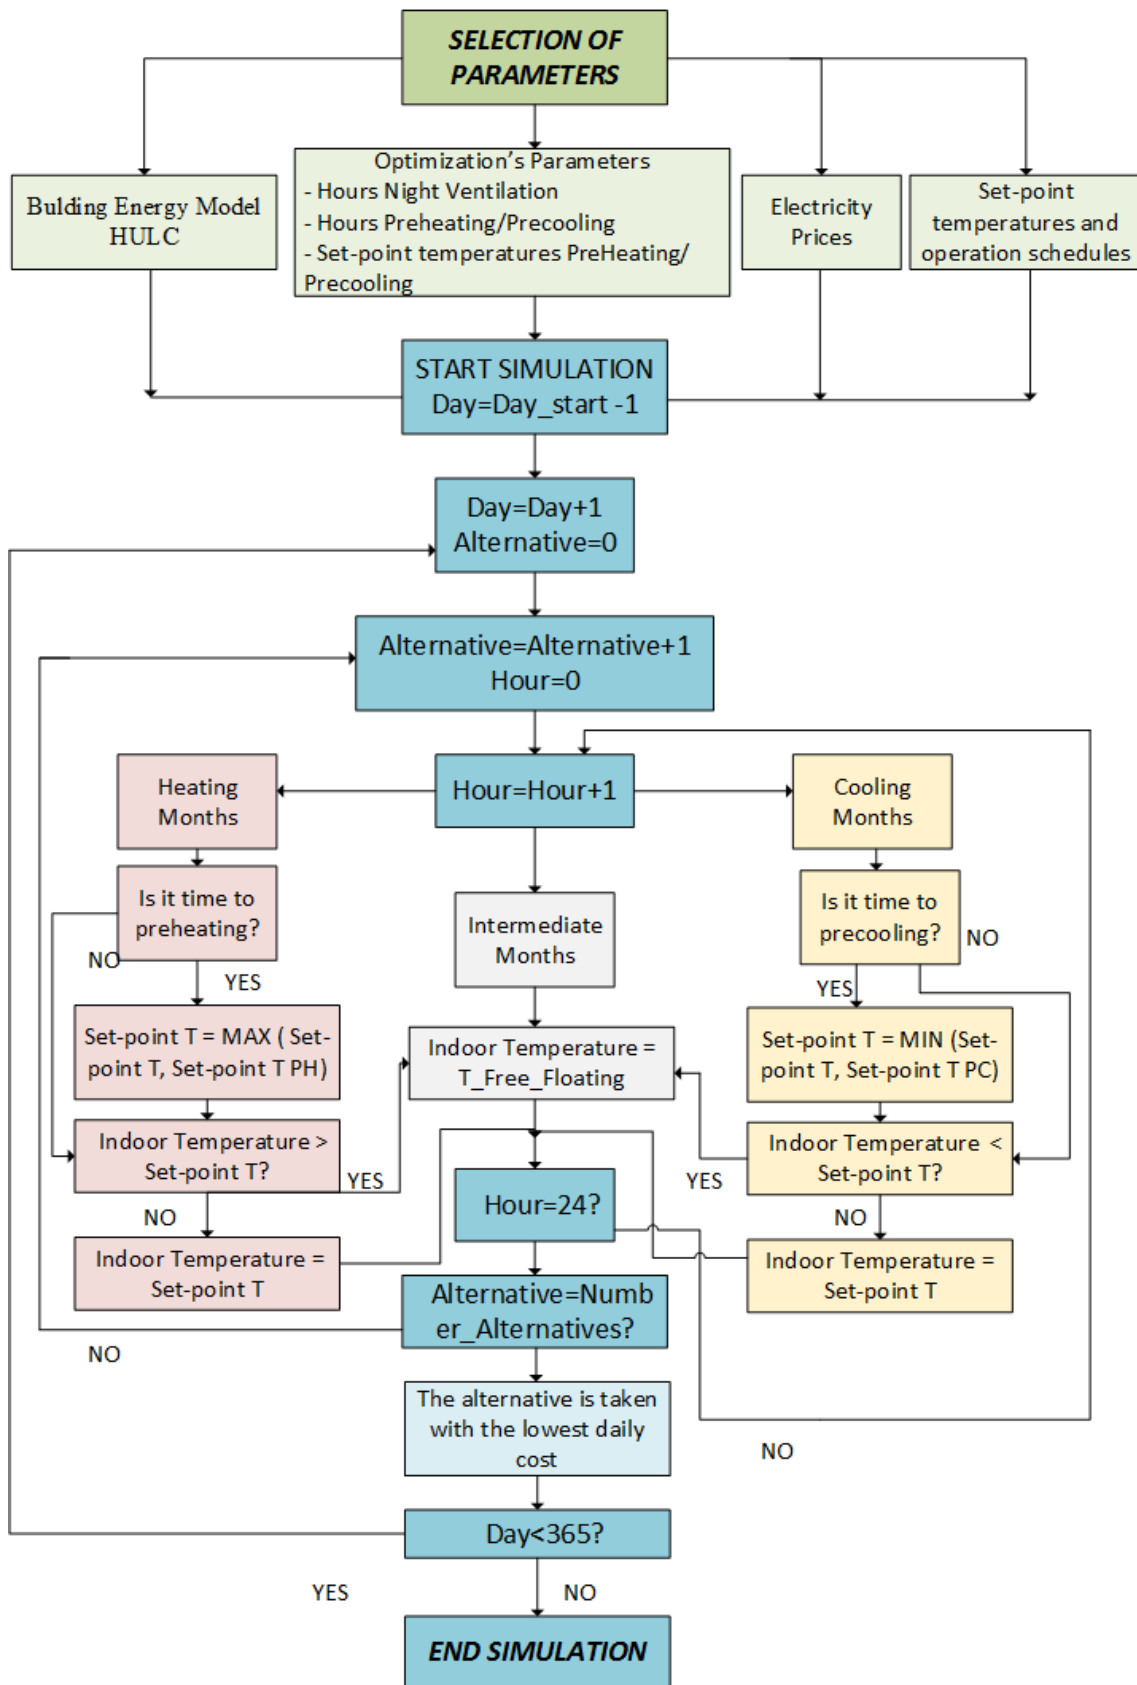 SELECTION OF
PARAMETERS
Bulding Energy Model
HULC
Optimization's Parameters
- Hours Night Ventilation
- Hours Preheating/Precooling
- Set-point temperatures PreHeating/
Precooling
Electricity
Prices
Set-point
temperatures and
operation schedules
START SIMULATION
Day=Day_start -1
Day=Day+1
Alternative=0
Alternative=Alternative+1
Hour=0
Heating
Months
Hour=Hour+1
Cooling
Months
Is it time to
preheating?
NO
YES
Intermediate
Months
Is it time to
precooling?
NO
YES
Set-point T = MAX ( Set-
point T, Set-point T PH)
Indoor Temperature =
T_Free_Floating
Set-point T = MIN (Set-
point T, Set-point T PC)
Indoor Temperature >
Set-point T?
YES
NO
Indoor Temperature <
Set-point T?
YES
NO
Hour=24?
Indoor Temperature =
Set-point T
Indoor Temperature =
Set-point T
Alternative=Numb
er_Alternatives?
NO
The alternative is taken
with the lowest daily
cost
NO
Day<365?
YES
NO
END SIMULATION